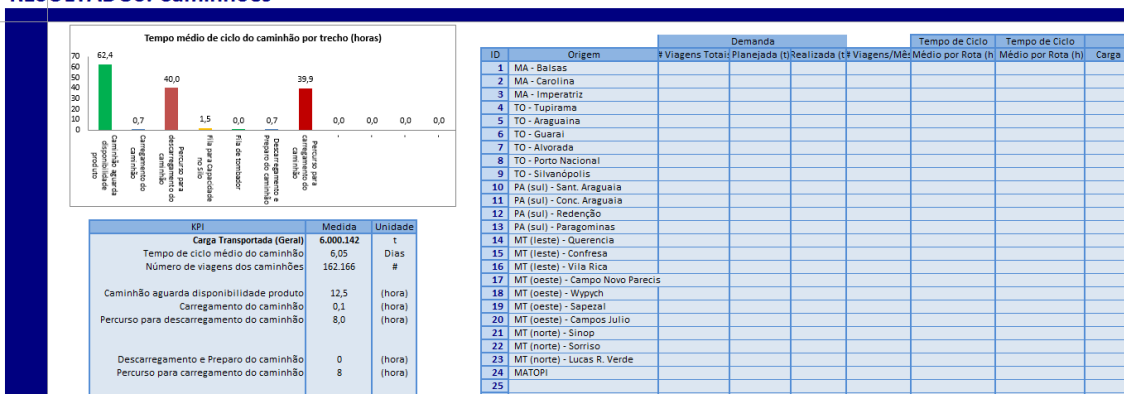 Tempo médio de ciclo do caminhão por trecho (horas)
70
60
50
40
30
20
10
0
62,4
0,7
40,0
1,5
0,0
0,7
39,9
0,0
0,0
0,0
0,0
Caminhão aguarda disponibilidade produto
Carregamento do caminhão
Percurso para descarregamento do caminhão
Fila para Capacidade no Silo
Fila de tombador
Descarregamento e Preparo do caminhão
Percurso para carregamento do caminhão
-
-
-
-
KPI Medida Unidade
Carga Transportada (Geral) 6.000.142 t
Tempo de ciclo médio do caminhão 6,05 Dias
Número de viagens dos caminhões 162.166 #
Caminhão aguarda disponibilidade produto 12,5 (hora)
Carregamento do caminhão 0,1 (hora)
Percurso para descarregamento do caminhão 8,0 (hora)
Descarregamento e Preparo do caminhão 0 (hora)
Percurso para carregamento do caminhão 8 (hora)
Demanda Tempo de Ciclo Tempo de Ciclo
ID Origem # Viagens Totais Planejada (t) Realizada (t # Viagens/Mês Médio por Rota (h Médio por Rota (h) Carga
1 MA - Balsas
2 MA - Carolina
3 MA - Imperatriz
4 TO - Tupirama
5 TO - Araguaina
6 TO - Guarai
7 TO - Alvorada
8 TO - Porto Nacional
9 TO - Silvanópolis
10 PA (sul) - Sant. Araguaia
11 PA (sul) - Conc. Araguaia
12 PA (sul) - Redenção
13 PA (sul) - Paragominas
14 MT (leste) - Querencia
15 MT (leste) - Confresa
16 MT (leste) - Vila Rica
17 MT (oeste) - Campo Novo Parecis
18 MT (oeste) - Wypych
19 MT (oeste) - Sapezal
20 MT (oeste) - Campos Julio
21 MT (norte) - Sinop
22 MT (norte) - Sorriso
23 MT (norte) - Lucas R. Verde
24 MATOPI
25